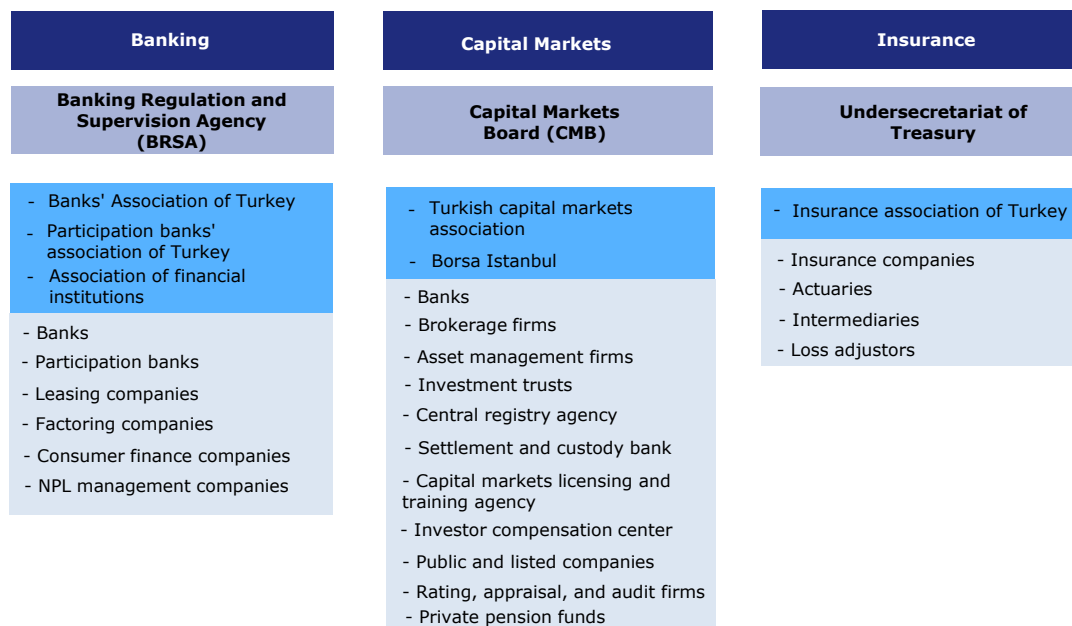 Banking
Banking Regulation and
Supervision Agency
(BRSA)
- Banks' Association of Turkey
- Participation banks'
association of Turkey
- Association of financial
institutions
- Banks
- Participation banks
- Leasing companies
- Factoring companies
- Consumer finance companies
- NPL management companies
Capital Markets
Capital Markets
Board (CMB)
- Turkish capital markets
association
- Borsa Istanbul
- Banks
- Brokerage firms
- Asset management firms
- Investment trusts
- Central registry agency
- Settlement and custody bank
- Capital markets licensing and
training agency
- Investor compensation center
- Public and listed companies
- Rating, appraisal, and audit firms
- Private pension funds
Insurance
Undersecretariat of
Treasury
- Insurance association of Turkey
- Insurance companies
- Actuaries
- Intermediaries
- Loss adjustors